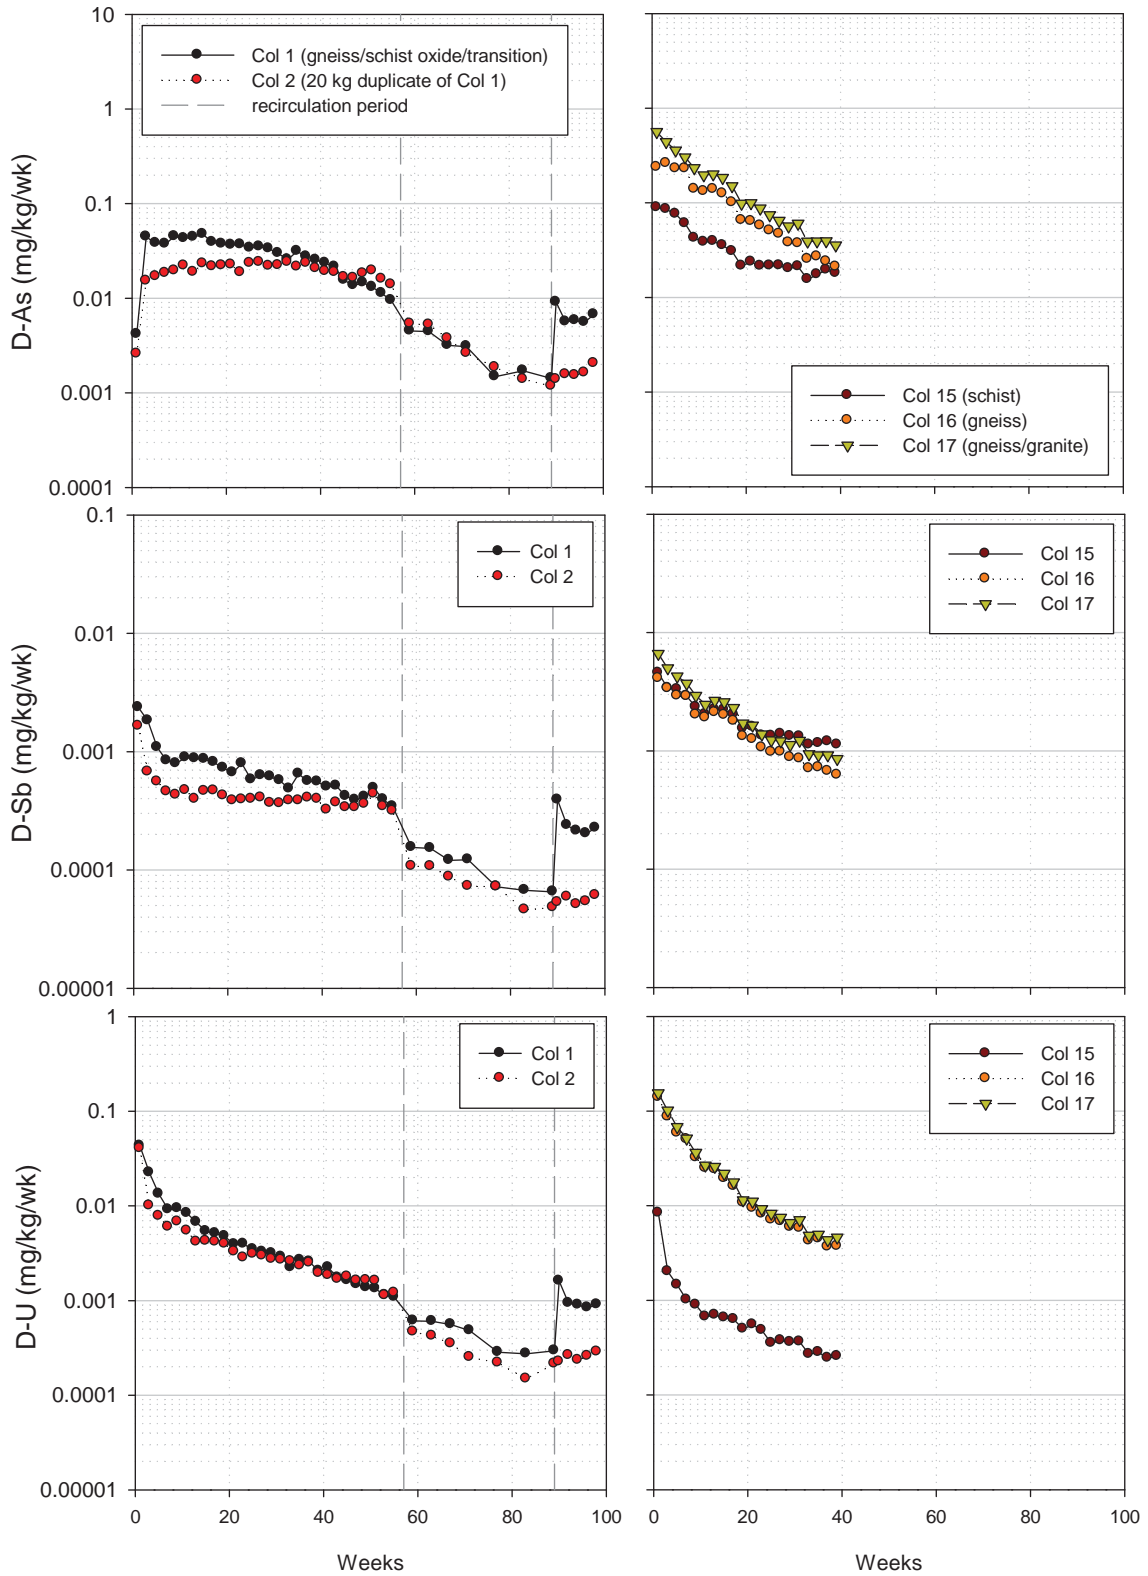 10
1
0.1
0.01
0.001
0.0001
D-As (mg/kg/wk)
Col 1 (gneiss/schist oxide/transition)
Col 2 (20 kg duplicate of Col 1)
recirculation period
Col 15 (schist)
Col 16 (gneiss)
Col 17 (gneiss/granite)
0.1
0.01
0.001
0.0001
0.00001
D-Sb (mg/kg/wk)
Col 1
Col 2
Col 15
Col 16
Col 17
1
0.1
0.01
0.001
0.0001
0.00001
D-U (mg/kg/wk)
Col 1
Col 2
Col 15
Col 16
Col 17
0 20 40 60 80 100
0 20 40 60 80 100
Weeks
Weeks